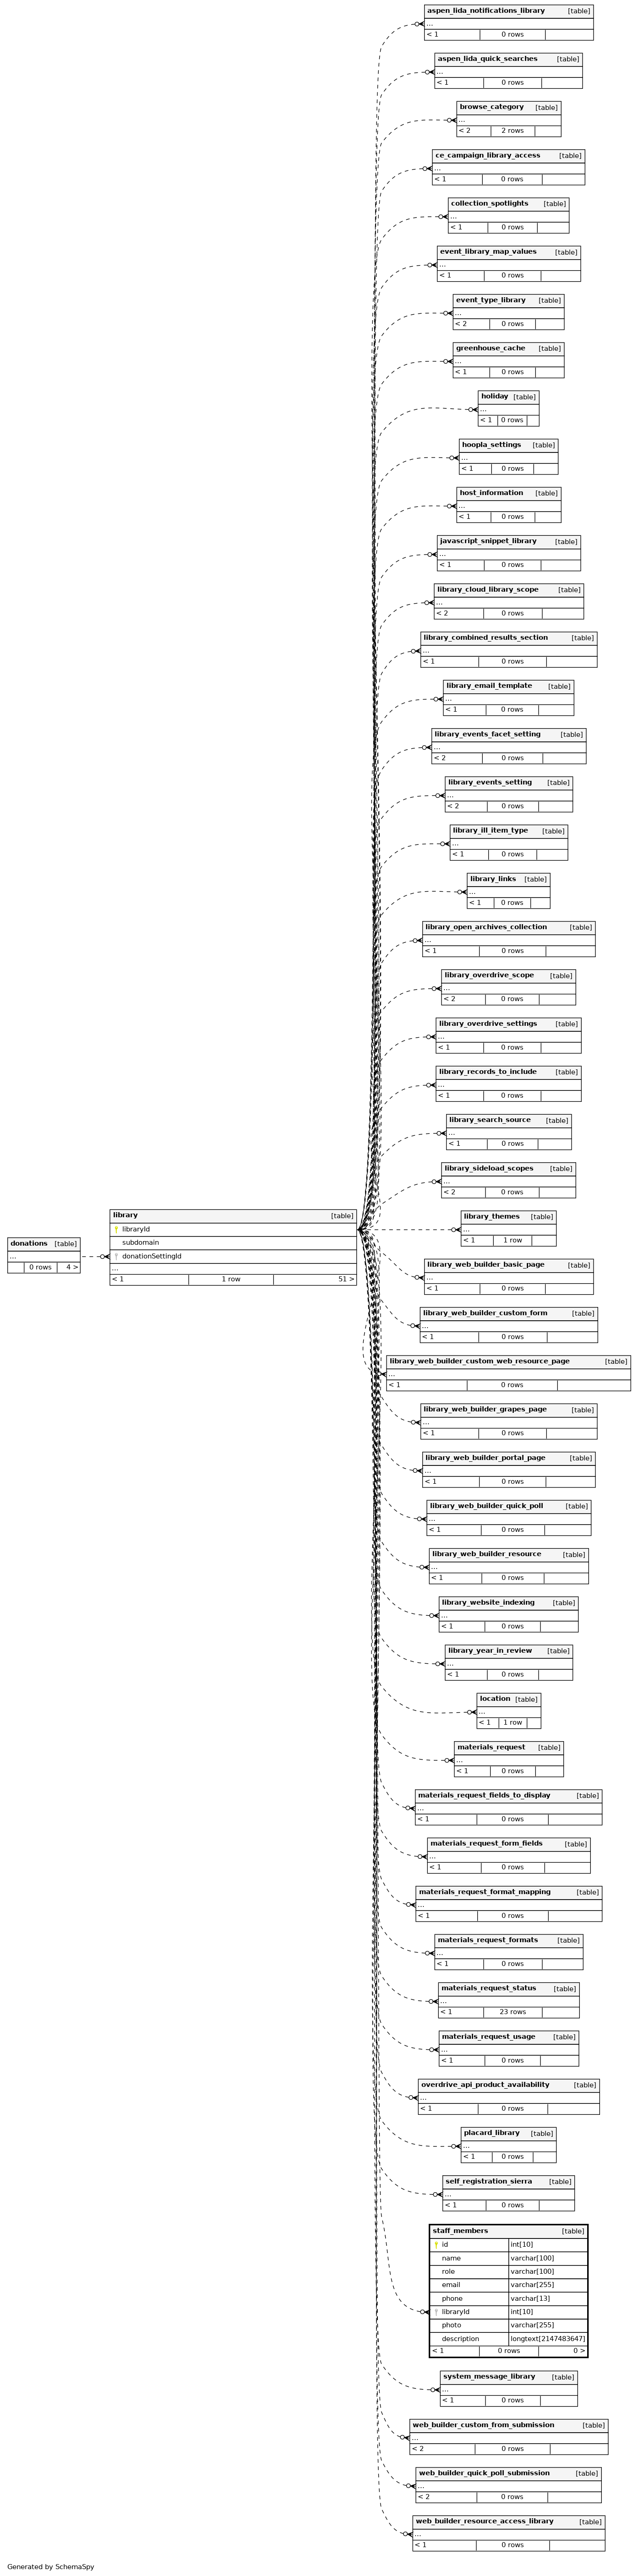 aspen_lida_notifications_library [table]
...
< 1 0 rows
aspen_lida_quick_searches [table]
...
< 1 0 rows
browse_category [table]
...
< 2 2 rows
ce_campaign_library_access [table]
...
< 1 0 rows
collection_spotlights [table]
...
< 1 0 rows
event_library_map_values [table]
...
< 1 0 rows
event_type_library [table]
...
< 2 0 rows
greenhouse_cache [table]
...
< 1 0 rows
holiday [table]
...
< 1 0 rows
hoopla_settings [table]
...
< 1 0 rows
host_information [table]
...
< 1 0 rows
javascript_snippet_library [table]
...
< 1 0 rows
library_cloud_library_scope [table]
...
< 2 0 rows
library_combined_results_section [table]
...
< 1 0 rows
library_email_template [table]
...
< 1 0 rows
library_events_facet_setting [table]
...
< 2 0 rows
library_events_setting [table]
...
< 2 0 rows
library_ill_item_type [table]
...
< 1 0 rows
library_links [table]
...
< 1 0 rows
library_open_archives_collection [table]
...
< 1 0 rows
library_overdrive_scope [table]
...
< 2 0 rows
library_overdrive_settings [table]
...
< 1 0 rows
library_records_to_include [table]
...
< 1 0 rows
library_search_source [table]
...
< 1 0 rows
library_sideload_scopes [table]
...
< 2 0 rows
donations [table]
...
0 rows 4 >
library [table]
libraryId
subdomain
donationSettingId
...
< 1 1 row 51 >
library_themes [table]
...
< 1 1 row
library_web_builder_basic_page [table]
...
< 1 0 rows
library_web_builder_custom_form [table]
...
< 1 0 rows
library_web_builder_custom_web_resource_page [table]
...
< 1 0 rows
library_web_builder_grapes_page [table]
...
< 1 0 rows
library_web_builder_portal_page [table]
...
< 1 0 rows
library_web_builder_quick_poll [table]
...
< 1 0 rows
library_web_builder_resource [table]
...
< 1 0 rows
library_website_indexing [table]
...
< 1 0 rows
library_year_in_review [table]
...
< 1 0 rows
location [table]
...
< 1 1 row
materials_request [table]
...
< 1 0 rows
materials_request_fields_to_display [table]
...
< 1 0 rows
materials_request_form_fields [table]
...
< 1 0 rows
materials_request_format_mapping [table]
...
< 1 0 rows
materials_request_formats [table]
...
< 1 0 rows
materials_request_status [table]
...
< 1 23 rows
materials_request_usage [table]
...
< 1 0 rows
overdrive_api_product_availability [table]
...
< 1 0 rows
placard_library [table]
...
< 1 0 rows
self_registration_sierra [table]
...
< 1 0 rows
staff_members [table]
id int[10]
name varchar[100]
role varchar[100]
email varchar[255]
phone varchar[13]
libraryId int[10]
photo varchar[255]
description longtext[2147483647]
< 1 0 rows 0 >
system_message_library [table]
...
< 1 0 rows
web_builder_custom_from_submission [table]
...
< 2 0 rows
web_builder_quick_poll_submission [table]
...
< 2 0 rows
web_builder_resource_access_library [table]
...
< 1 0 rows
Generated by SchemaSpy